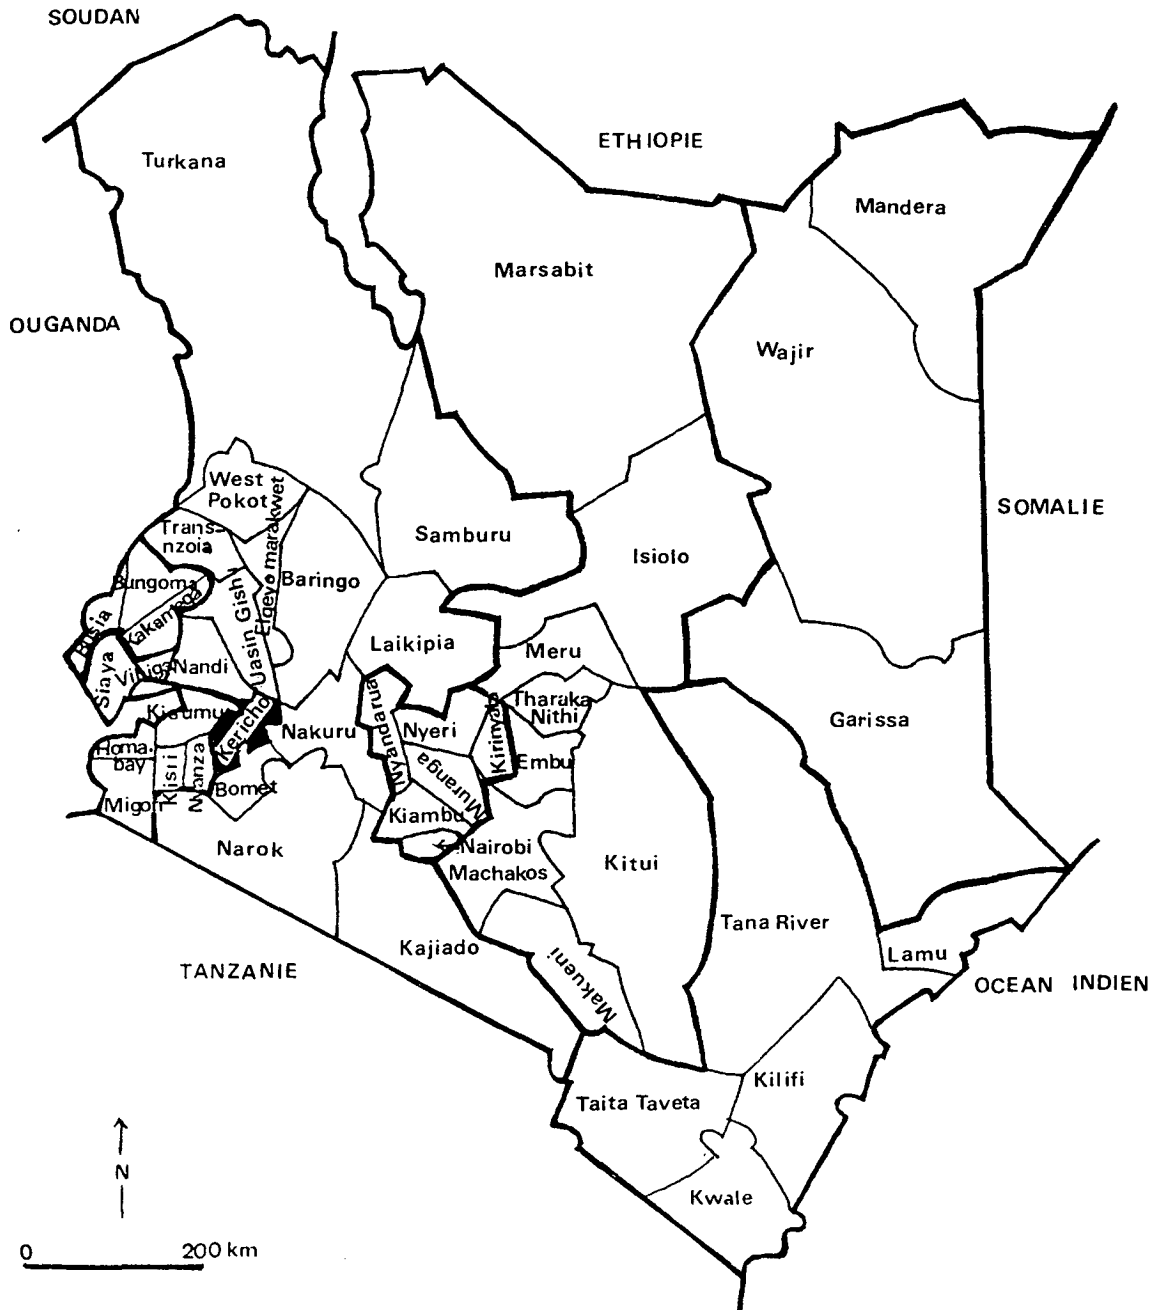 SOUDAN
ETHIOPIE
Turkana
Mandera
Marsabit
OUGANDA
Wajir
West
Pokot
SOMALIE
Trans-
nzoia
Samburu
Isiolo
Elgeyo marakwet
Baringo
Bungoma
Kakamega
Uasin Gishu
Busia
Laikipia
Meru
Siaya
Vihiga
Nandi
Tharaka
Nithi
Garissa
Kisumu
Kericho
Nakuru
Nyandarua
Nyeri
Kirinyaga
Homa
bay
Kisii
Embu
Muranga
Bomet
Migori
Kiambu
Narok
Nairobi
Machakos
Kitui
Tana River
Kajiado
Lamu
TANZANIE
Makueni
OCEAN INDIEN
Kilifi
Taita Taveta
N
Kwale
0
200 km